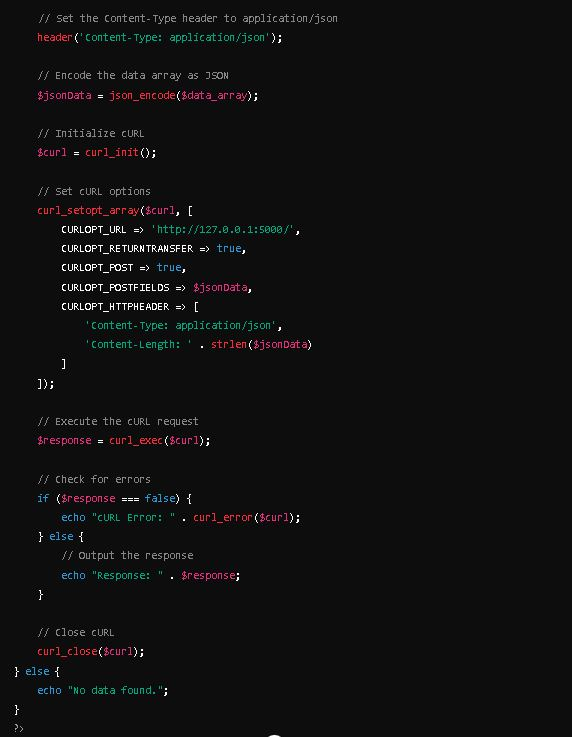 // Set the Content-Type header to application/json
header('Content-Type: application/json');
// Encode the data array as JSON
$jsonData = json_encode($data_array);
// Initialize cURL
$curl = curl_init();
// Set cURL options
curl_setopt_array($curl, [
CURLOPT_URL => 'http://127.0.0.1:5000/',
CURLOPT_RETURNTRANSFER => true,
CURLOPT_POST => true,
CURLOPT_POSTFIELDS => $jsonData,
CURLOPT_HTTPHEADER => [
'Content-Type: application/json',
'Content-Length: ' . strlen($jsonData)
]
]);
// Execute the cURL request
$response = curl_exec($curl);
// Check for errors
if ($response === false) {
echo "cURL Error: " . curl_error($curl);
} else {
// Output the response
echo "Response: " . $response;
}
// Close cURL
curl_close($curl);
} else {
echo "No data found.";
}
?>